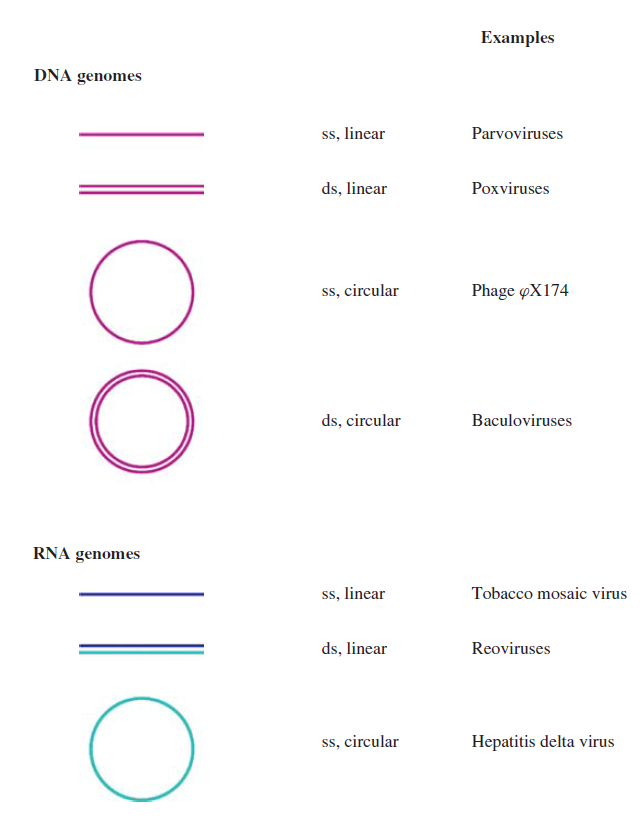 Examples
DNA genomes
ss, linear Parvoviruses
ds, linear Poxviruses
ss, circular Phage φX174
ds, circular Baculoviruses
RNA genomes
ss, linear Tobacco mosaic virus
ds, linear Reoviruses
ss, circular Hepatitis delta virus